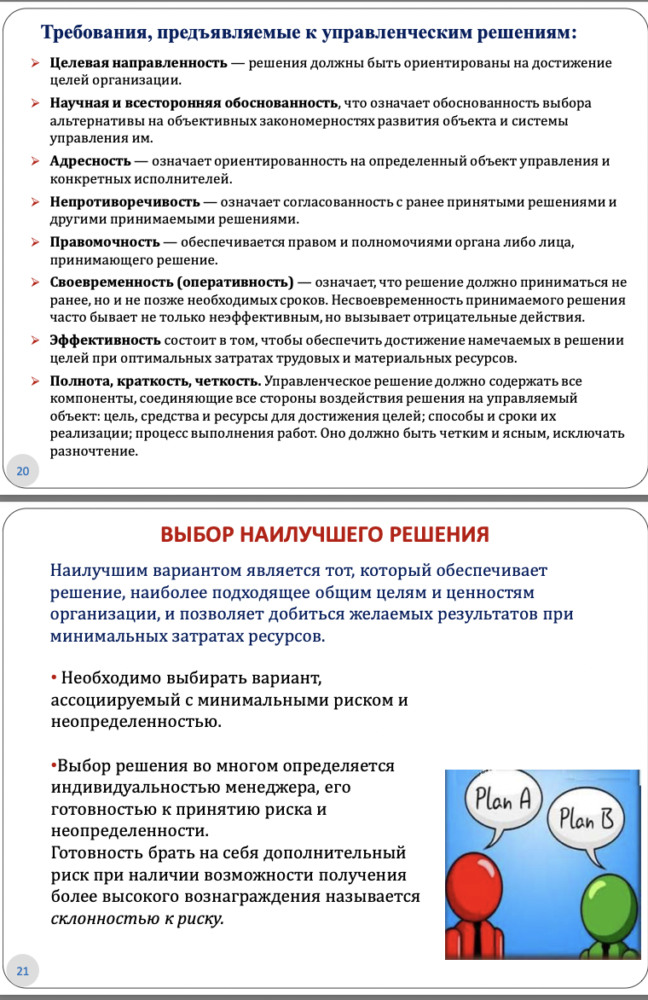 Требования, предъявляемые к управленческим решениям:
➢ Целевая направленность — решения должны быть ориентированы на достижение
целей организации.
➢ Научная и всесторонняя обоснованность, что означает обоснованность выбора
альтернативы на объективных закономерностях развития объекта и системы
управления им.
➢ Адресность — означает ориентированность на определенный объект управления и
конкретных исполнителей.
➢ Непротиворечивость — означает согласованность с ранее принятыми решениями и
другими принимаемыми решениями.
➢ Правомочность — обеспечивается правом и полномочиями органа либо лица,
принимающего решение.
➢ Своевременность (оперативность) — означает, что решение должно приниматься не
ранее, но и не позже необходимых сроков. Несвоевременность принимаемого решения
часто бывает не только неэффективным, но вызывает отрицательные действия.
➢ Эффективность состоит в том, чтобы обеспечить достижение намечаемых в решении
целей при оптимальных затратах трудовых и материальных ресурсов.
➢ Полнота, краткость, четкость. Управленческое решение должно содержать все
компоненты, соединяющие все стороны воздействия решения на управляемый
объект: цель, средства и ресурсы для достижения целей; способы и сроки их
реализации; процесс выполнения работ. Оно должно быть четким и ясным, исключать
разночтение.
20
ВЫБОР НАИЛУЧШЕГО РЕШЕНИЯ
Наилучшим вариантом является тот, который обеспечивает
решение, наиболее подходящее общим целям и ценностям
организации, и позволяет добиться желаемых результатов при
минимальных затратах ресурсов.
• Необходимо выбирать вариант,
ассоциируемый с минимальными риском и
неопределенностью.
•Выбор решения во многом определяется
индивидуальностью менеджера, его
готовностью к принятию риска и
неопределенности.
Готовность брать на себя дополнительный
риск при наличии возможности получения
более высокого вознаграждения называется
склонностью к риску.
Plan A
Plan B
21